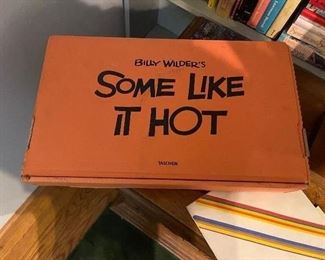 BILLY WILDER'S
SOME LIKE
IT HOT
TASCHEN